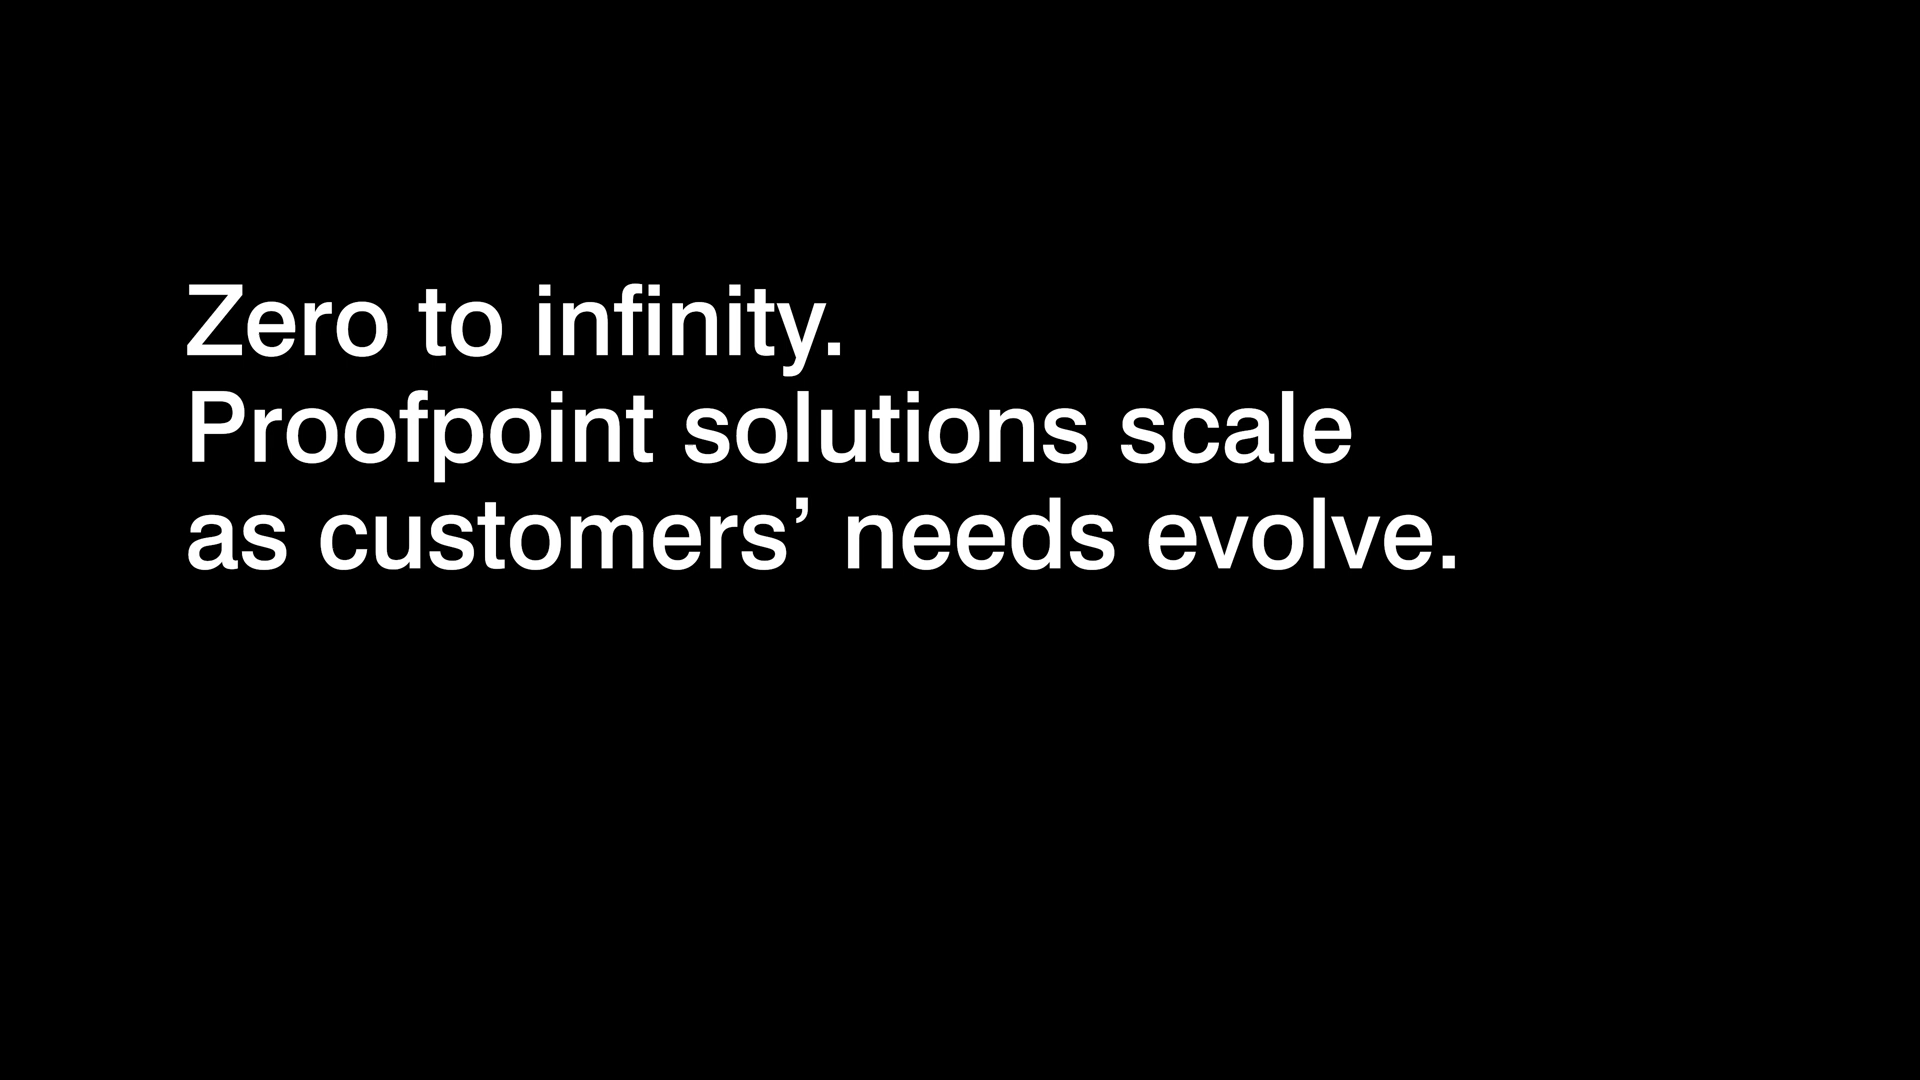 Zero to infinity.
Proofpoint solutions scale
as customers’ needs evolve.